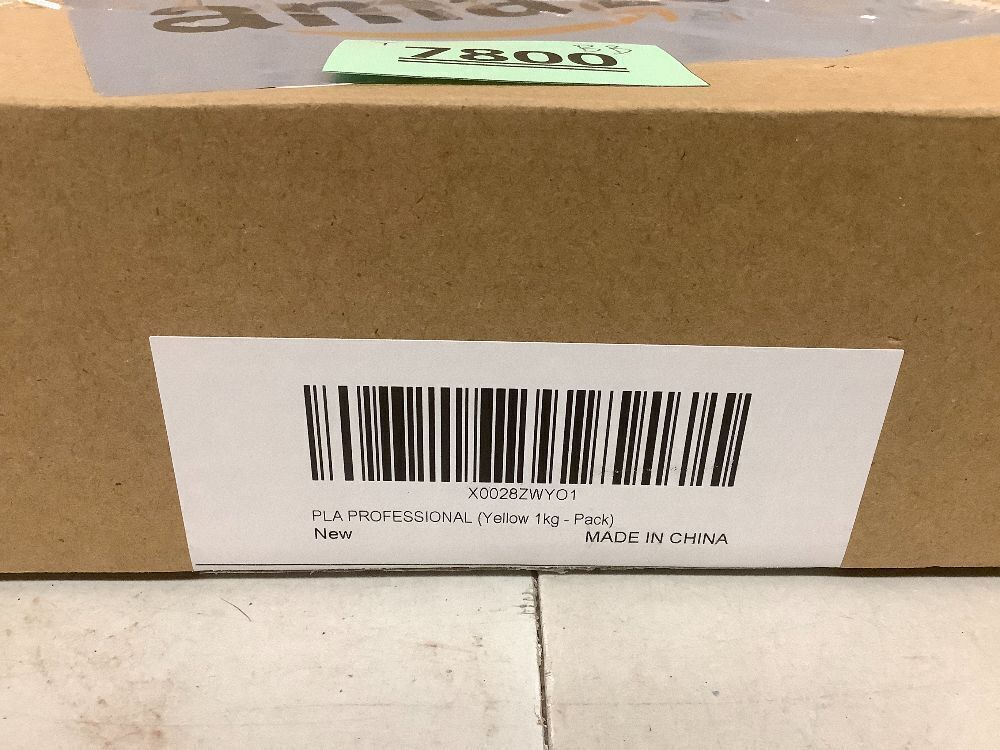 7800
X0028ZWYO1
PLA PROFESSIONAL (Yellow 1kg - Pack)
New
MADE IN CHINA